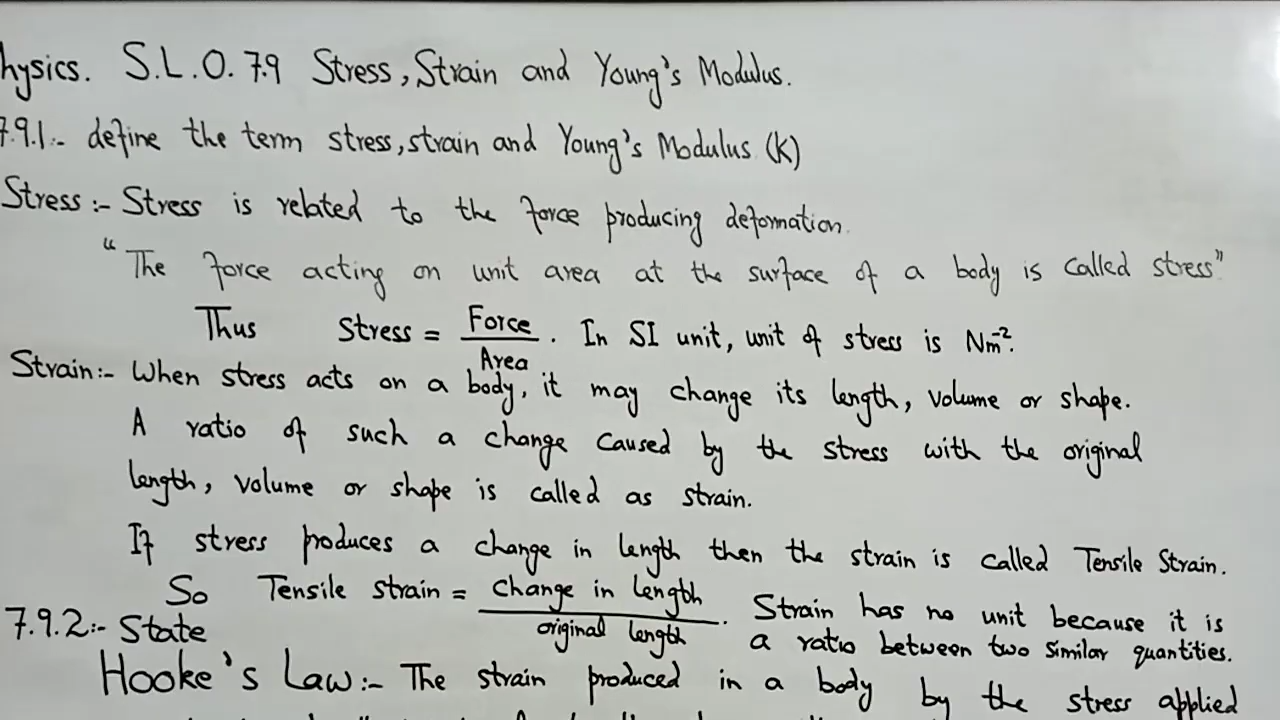 hysics. S.L.O. 7.9 Stress, Strain and Young's Modulus.
7.9.1:- define the term stress, strain and Young's Modulus (K)
Stress:- Stress is related to the force producing deformation.
"The force acting on unit area at the surface of a body is called stress"
Thus Stress = Force / Area . In SI unit, unit of stress is Nm⁻².
Strain:- When stress acts on a body, it may change its length, volume or shape.
A ratio of such a change caused by the stress with the original
length, volume or shape is called as strain.
If stress produces a change in length then the strain is called Tensile Strain.
So Tensile strain = change in length / original length . Strain has no unit because it is
a ratio between two similar quantities.
7.9.2:- State
Hooke's Law:- The strain produced in a body by the stress applied